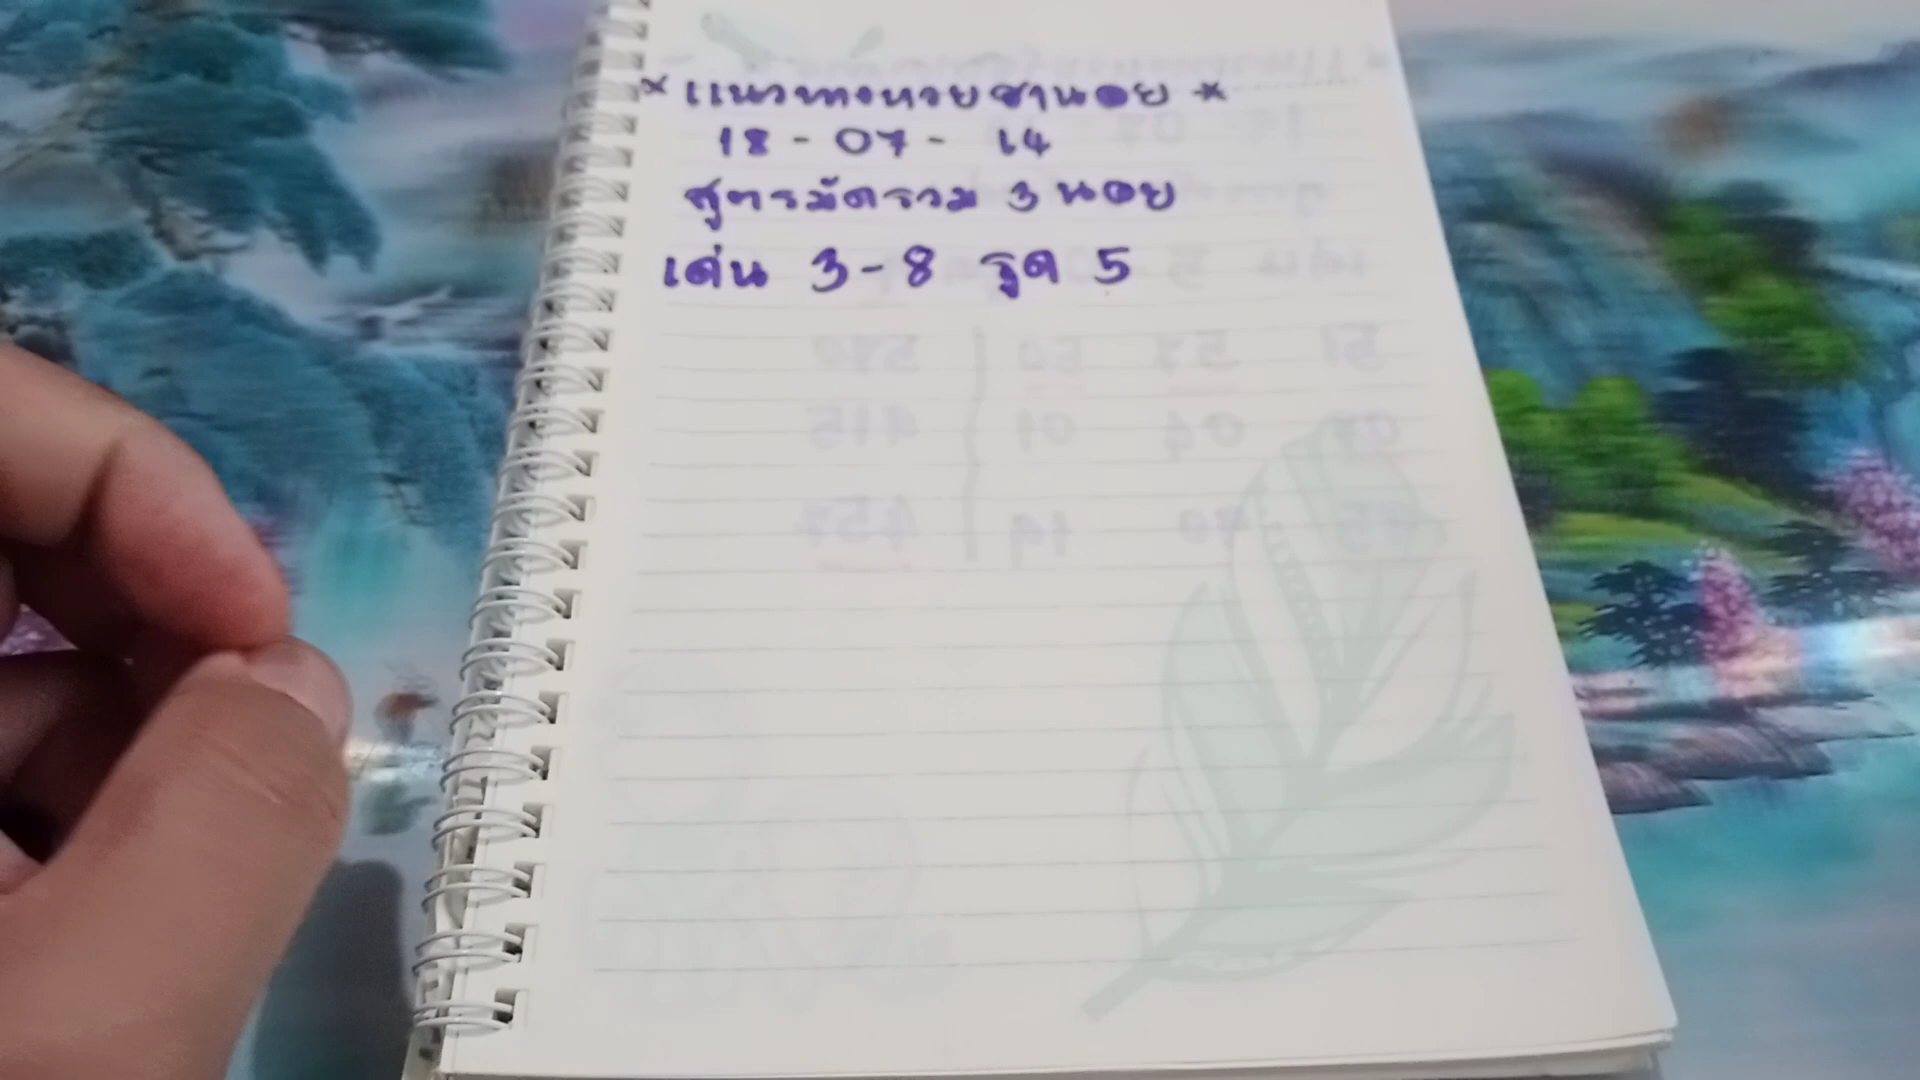 * แนวทางหวยฮานอย *
18 - 07 - 14
สูตรมัดรวม 3 นอย
เด่น 3 - 8 รูด 5